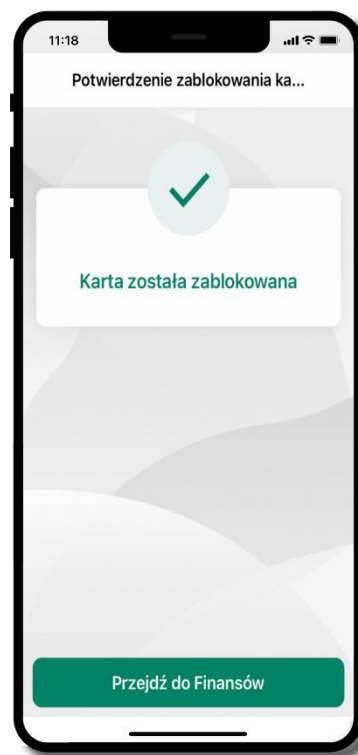 11:18
Potwierdzenie zablokowania ka...
Karta została zablokowana
Przejdź do Finansów